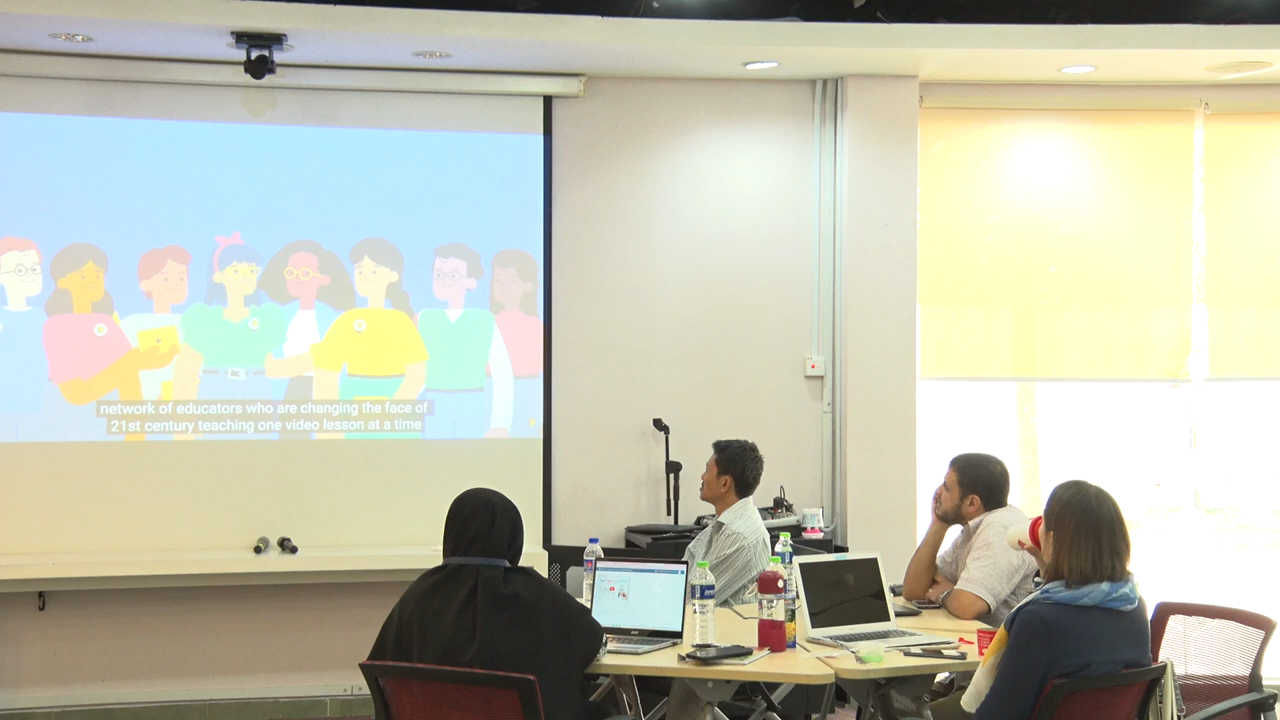 network of educators who are changing the face of
21st century teaching one video lesson at a time